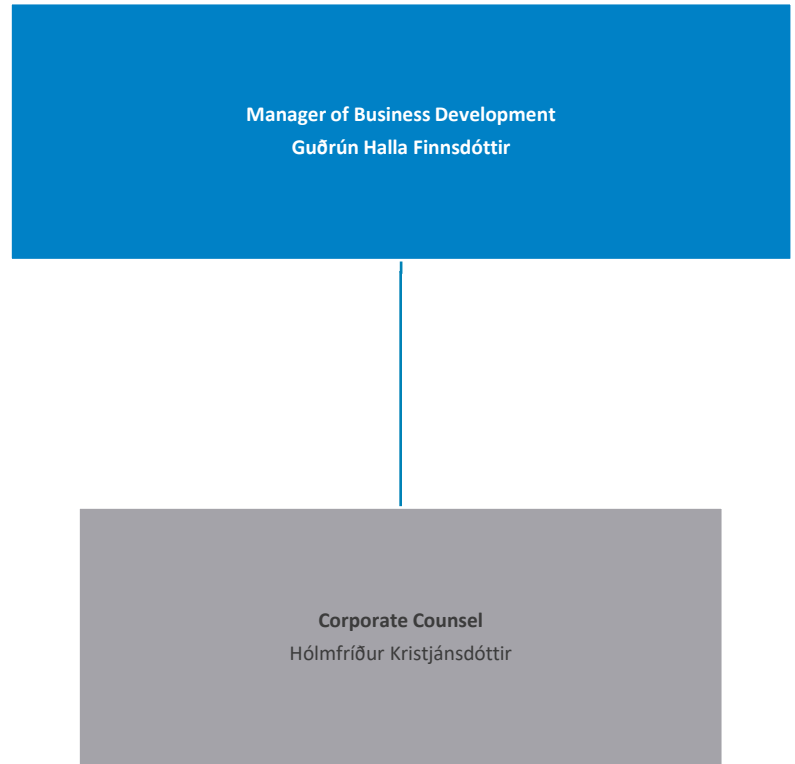 Manager of Business Development
Guðrún Halla Finnsdóttir
Corporate Counsel
Hólmfríður Kristjánsdóttir